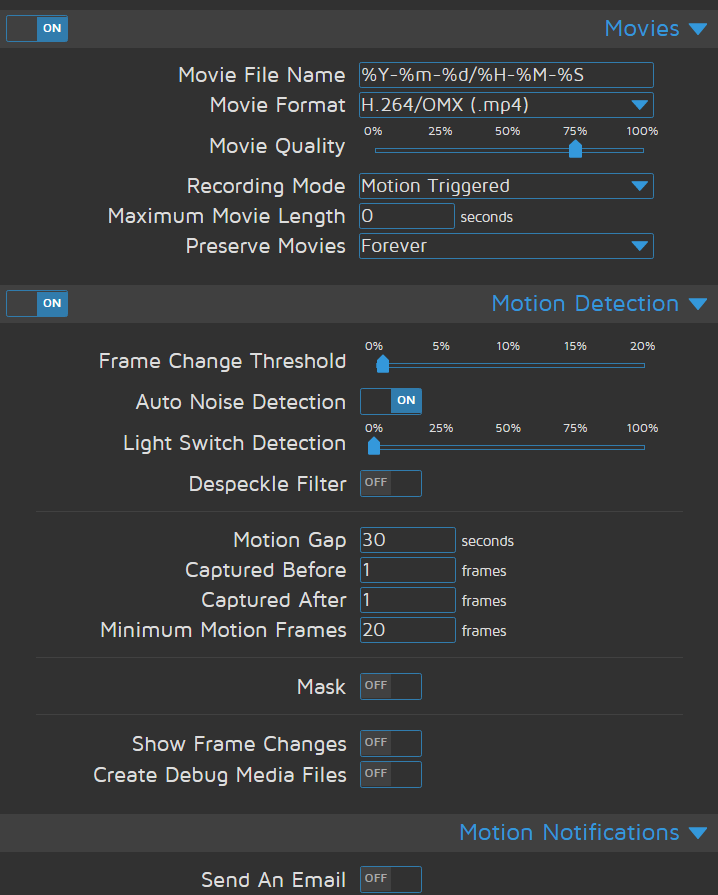 ON Movies
Movie File Name %Y-%m-%d/%H-%M-%S
Movie Format H.264/OMX (.mp4)
0% 25% 50% 75% 100%
Movie Quality
Recording Mode Motion Triggered
Maximum Movie Length 0 seconds
Preserve Movies Forever
ON Motion Detection
0% 5% 10% 15% 20%
Frame Change Threshold
Auto Noise Detection ON
0% 25% 50% 75% 100%
Light Switch Detection
Despeckle Filter OFF
Motion Gap 30 seconds
Captured Before 1 frames
Captured After 1 frames
Minimum Motion Frames 20 frames
Mask OFF
Show Frame Changes OFF
Create Debug Media Files OFF
Motion Notifications
Send An Email OFF